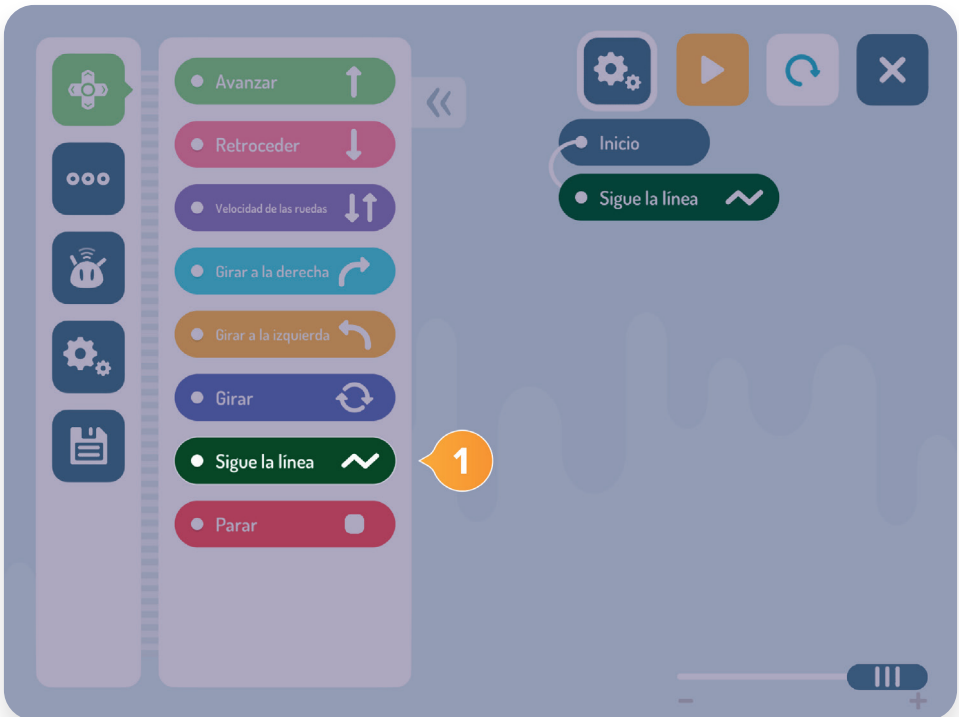 Avanzar
Retroceder
Velocidad de las ruedas
Girar a la derecha
Girar a la izquierda
Girar
Sigue la línea
1
Parar
Inicio
Sigue la línea
- +